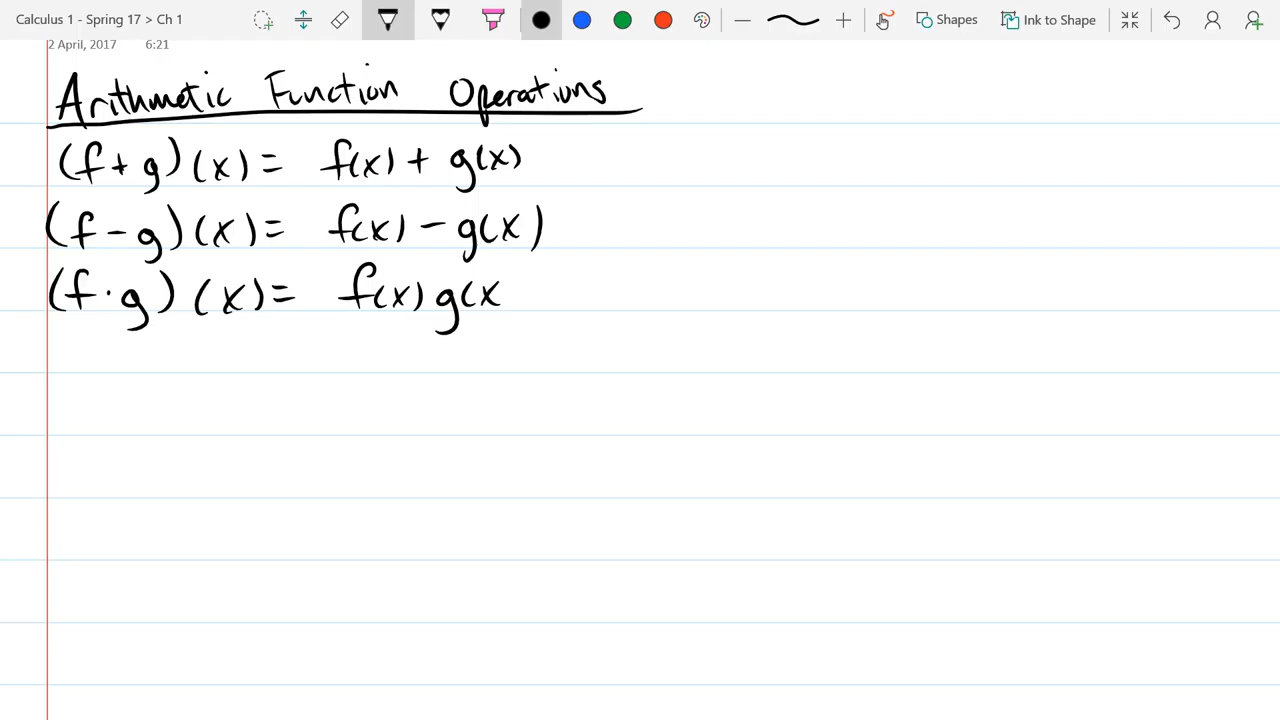 Calculus 1 - Spring 17 > Ch 1 Shapes Ink to Shape
2 April, 2017 6:21
Arithmetic Function Operations
(f+g)(x)= f(x)+g(x)
(f-g)(x)= f(x)-g(x)
(f·g)(x)= f(x)g(x